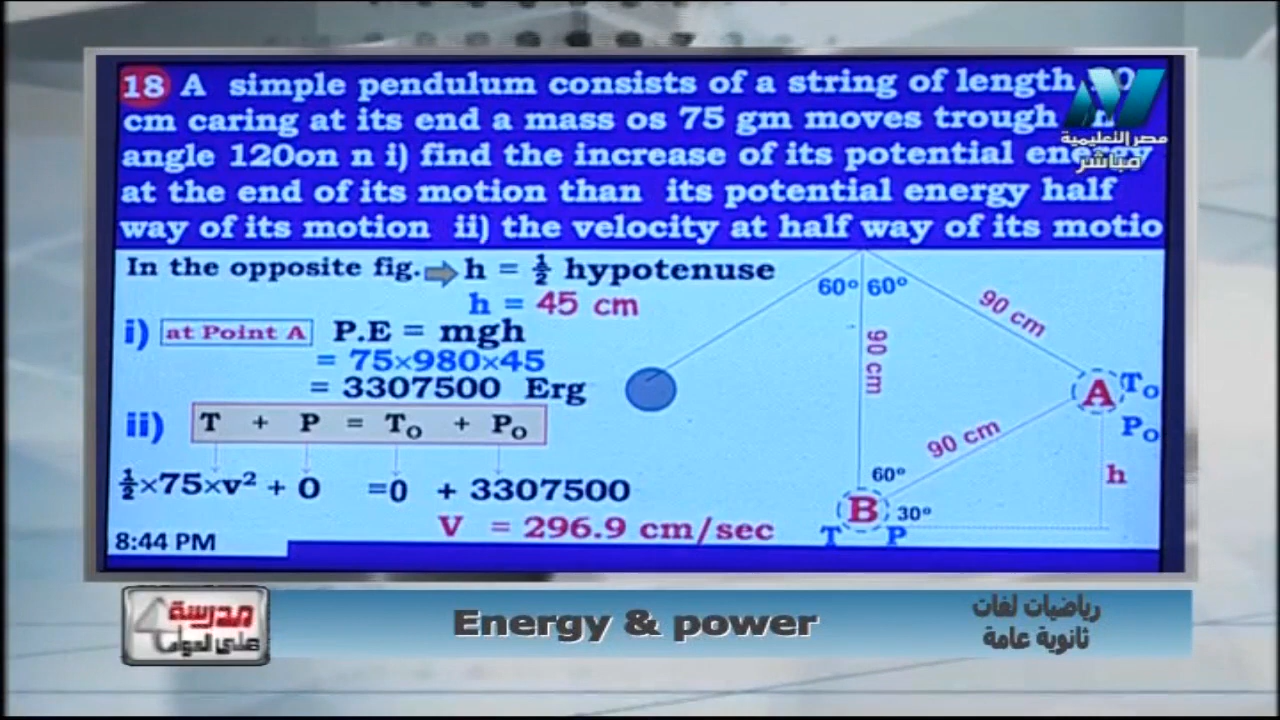 18 A simple pendulum consists of a string of length
cm caring at its end a mass os 75 gm moves trough
angle 120on n i) find the increase of its potential energy
at the end of its motion than its potential energy half
way of its motion ii) the velocity at half way of its motio
مصر التعليمية
مباشر
In the opposite fig. h = ½ hypotenuse
h = 45 cm
i) at Point A P.E = mgh
= 75×980×45
= 3307500 Erg
ii) T + P = T₀ + P₀
½×75×v² + 0 =0 + 3307500
V = 296.9 cm/sec
8:44 PM
60° 60°
90 cm
90 cm
A T₀
P₀
90 cm
h
60°
B 30°
T P
مدرسة
على الهواء
Energy & power
رياضيات لغات
ثانوية عامة